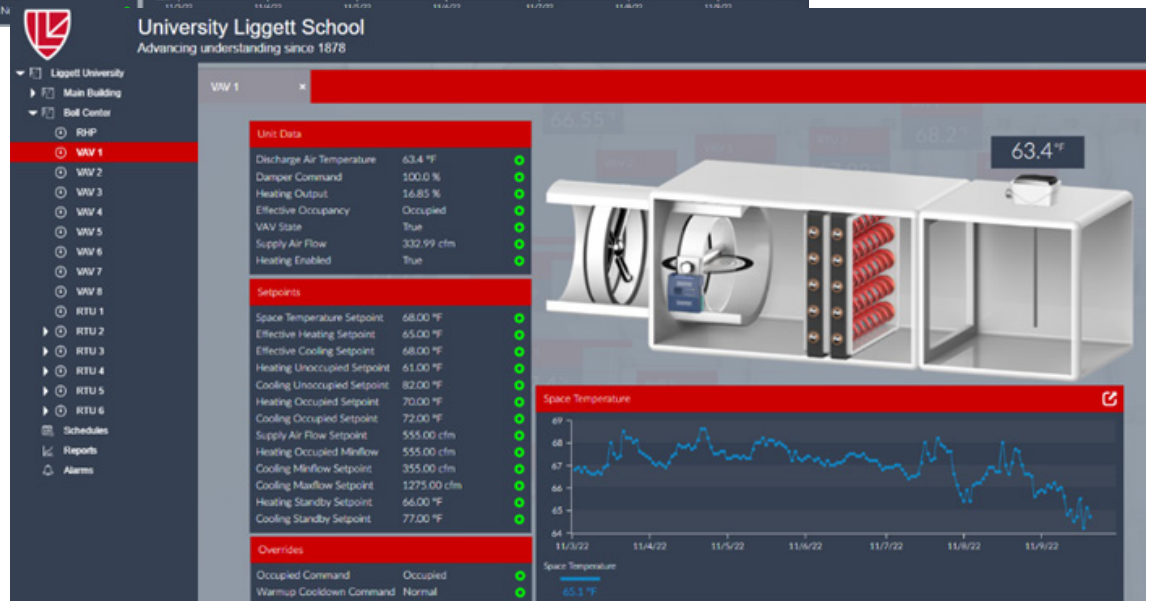 University Liggett School
Advancing understanding since 1878
Liggett University
Main Building
Boll Center
RHP
VAV 1
VAV 2
VAV 3
VAV 4
VAV 5
VAV 6
VAV 7
VAV 8
RTU 1
RTU 2
RTU 3
RTU 4
RTU 5
RTU 6
Schedules
Reports
Alarms
VAV 1
Unit Data
Discharge Air Temperature 63.4 °F
Damper Command 100.0 %
Heating Output 16.85 %
Effective Occupancy Occupied
VAV State True
Supply Air Flow 332.99 cfm
Heating Enabled True
Setpoints
Space Temperature Setpoint 68.00 °F
Effective Heating Setpoint 65.00 °F
Effective Cooling Setpoint 68.00 °F
Heating Unoccupied Setpoint 61.00 °F
Cooling Unoccupied Setpoint 82.00 °F
Heating Occupied Setpoint 70.00 °F
Cooling Occupied Setpoint 72.00 °F
Supply Air Flow Setpoint 555.00 cfm
Heating Occupied Minflow 555.00 cfm
Cooling Minflow Setpoint 355.00 cfm
Cooling Maxflow Setpoint 1275.00 cfm
Heating Standby Setpoint 66.00 °F
Cooling Standby Setpoint 77.00 °F
Overrides
Occupied Command Occupied
Warmup Cooldown Command Normal
66.55
68.2
63.4 °F
Space Temperature
69
68
67
66
65
64
11/3/22 11/4/22 11/5/22 11/6/22 11/7/22 11/8/22 11/9/22
Space Temperature
65.1 °F